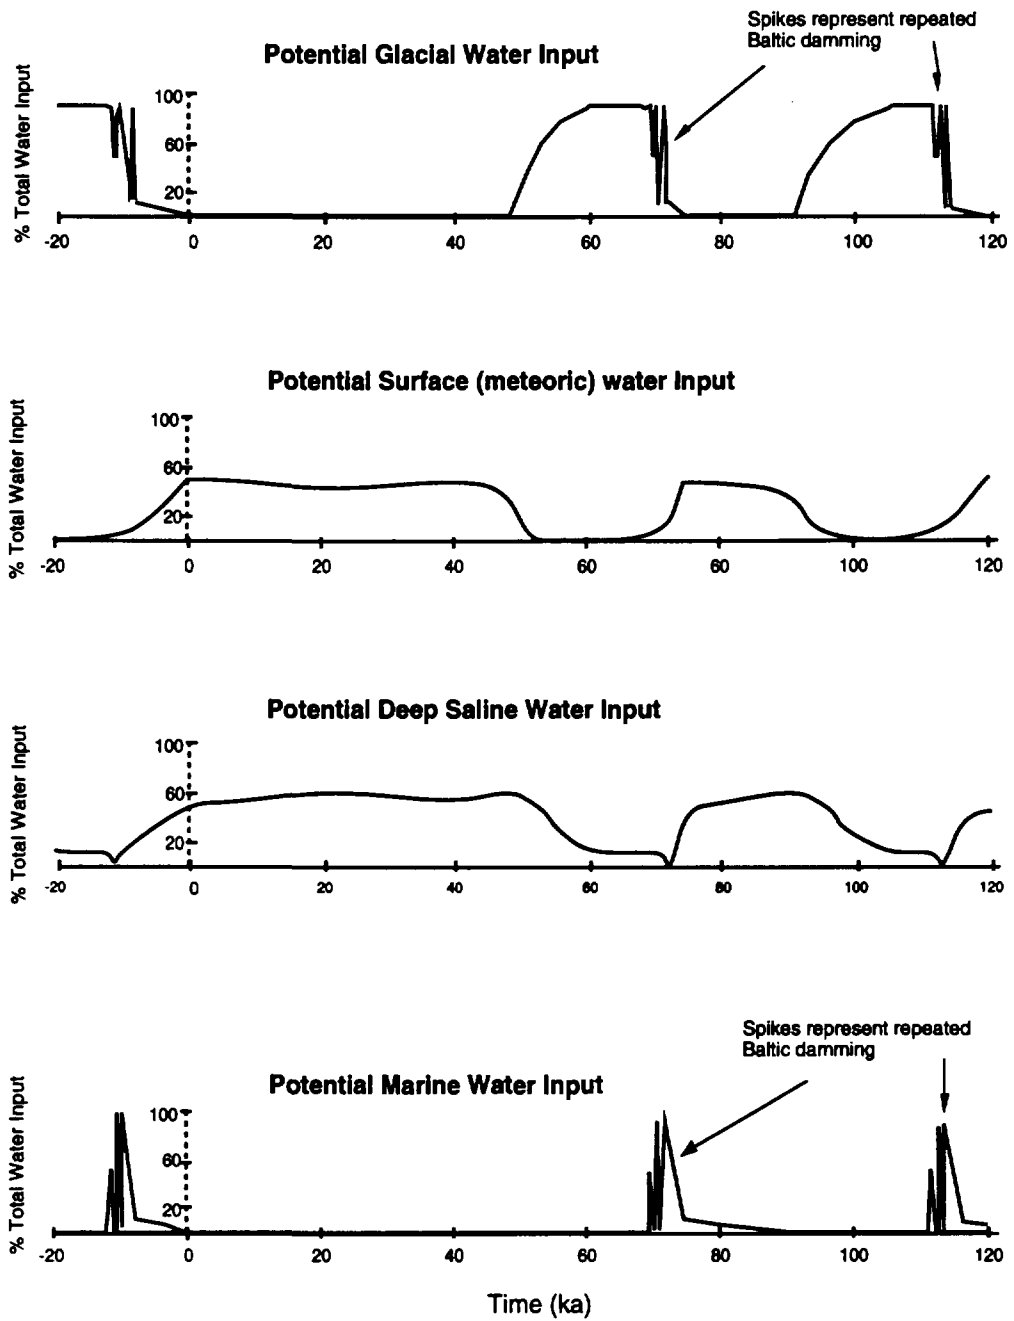 Spikes represent repeated
Baltic damming
Potential Glacial Water Input
% Total Water Input
100
60
20
-20 0 20 40 60 80 100 120
Potential Surface (meteoric) water Input
% Total Water Input
100
60
20
-20 0 20 40 60 60 100 120
Potential Deep Saline Water Input
% Total Water Input
100
60
20
-20 0 20 40 60 80 100 120
Spikes represent repeated
Baltic damming
Potential Marine Water Input
% Total Water Input
100
60
20
-20 0 20 40 60 80 100 120
Time (ka)